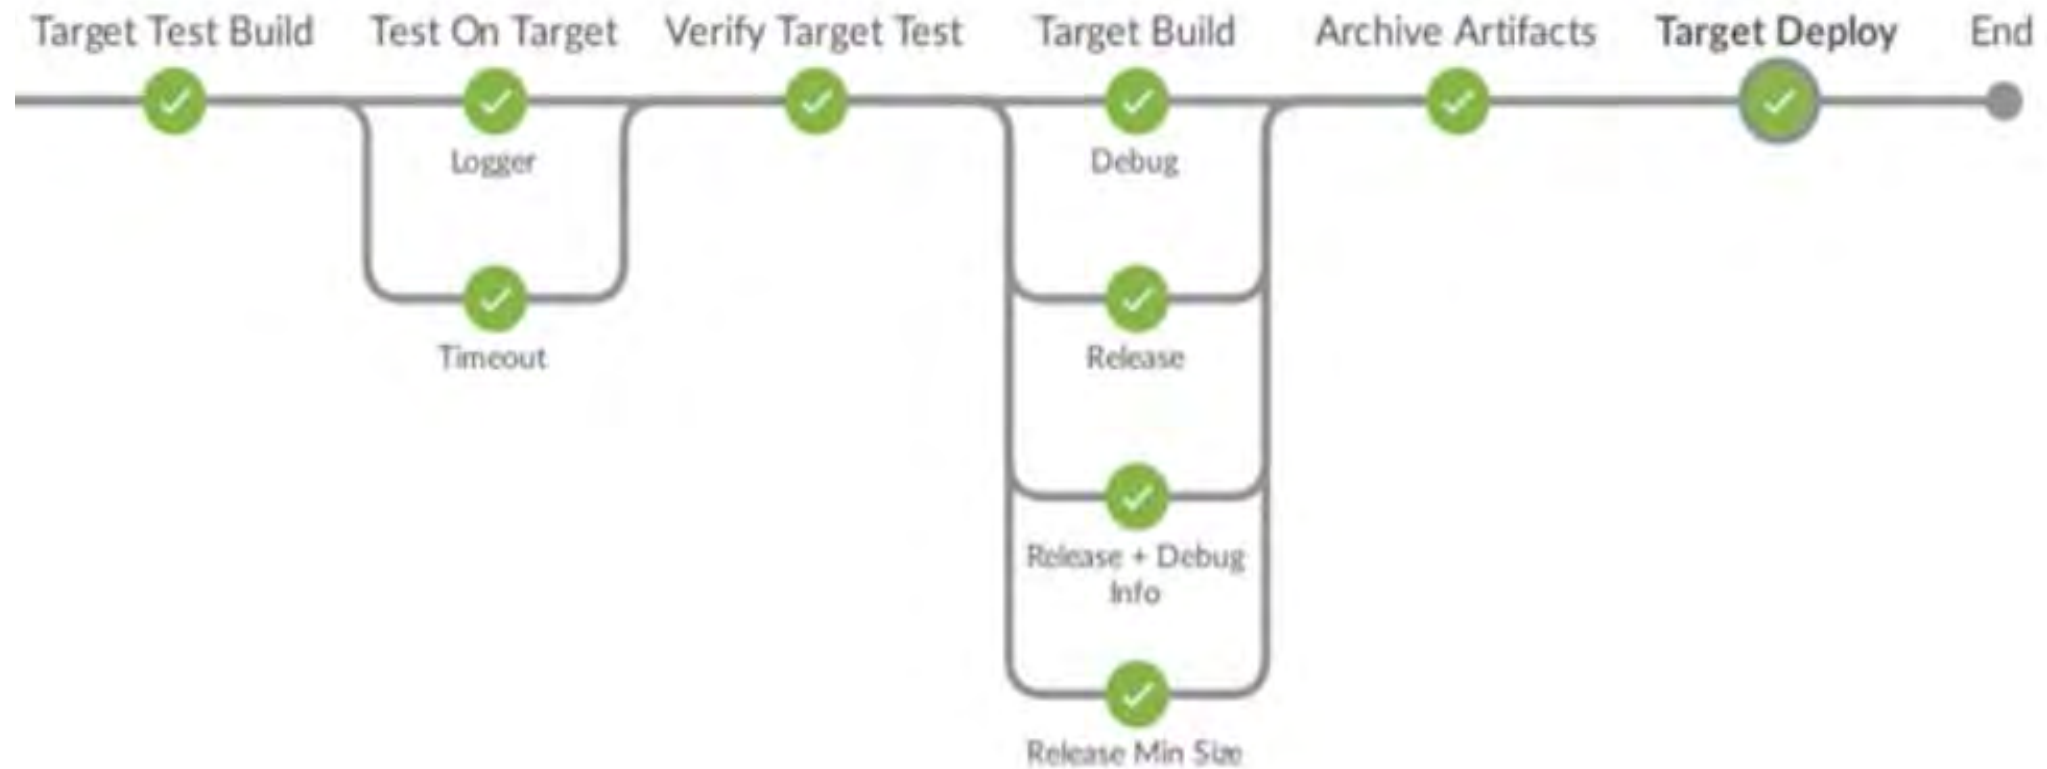 Target Test Build
Test On Target
Verify Target Test
Target Build
Archive Artifacts
Target Deploy
End
Logger
Debug
Timeout
Release
Release + Debug
Info
Release Min Size